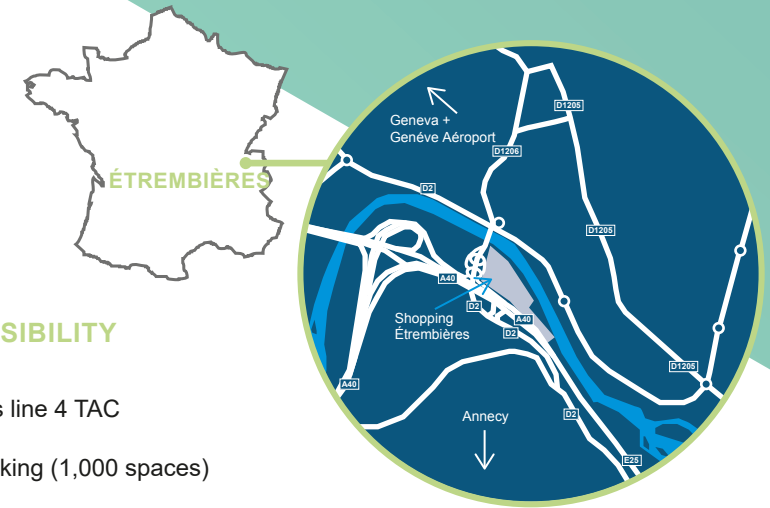 ÉTREMBIÈRES
Geneva +
Genéve Aéroport
D1205
D1206
D2
D1205
A40
Shopping
Étrembières
D2
A40
D2
A40
D1205
Annecy
D2
E25
SIBILITY
s line 4 TAC
king (1,000 spaces)